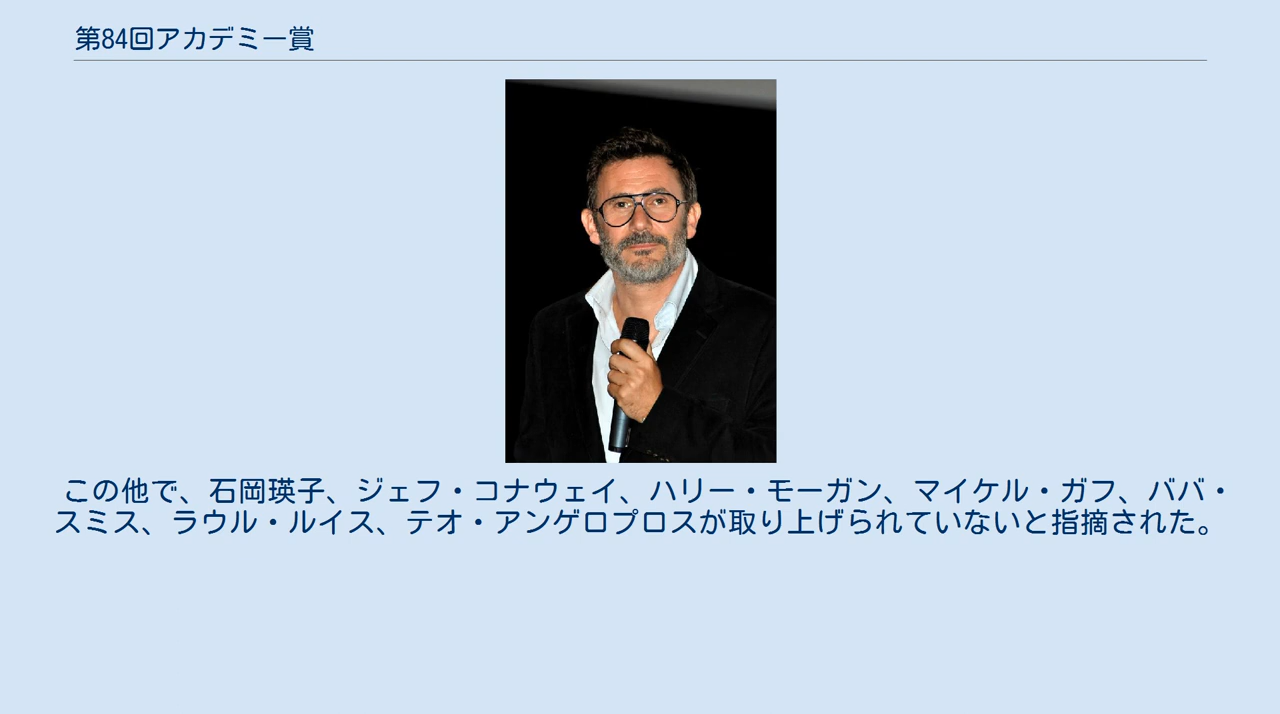 第84回アカデミー賞
この他で、石岡瑛子、ジェフ・コナウェイ、ハリー・モーガン、マイケル・ガフ、ババ・
スミス、ラウル・ルイス、テオ・アンゲロプロスが取り上げられていないと指摘された。